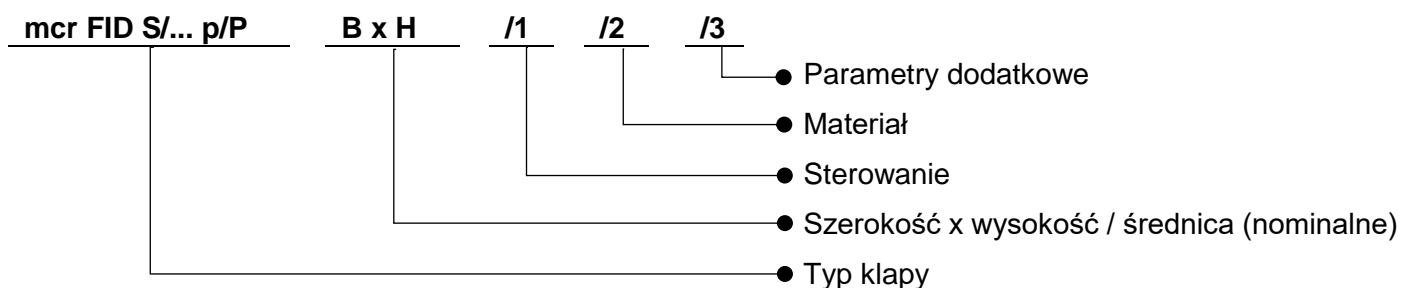 mcr FID S/... p/P B x H /1 /2 /3
Parametry dodatkowe
Materiał
Sterowanie
Szerokość x wysokość / średnica (nominalne)
Typ klapy